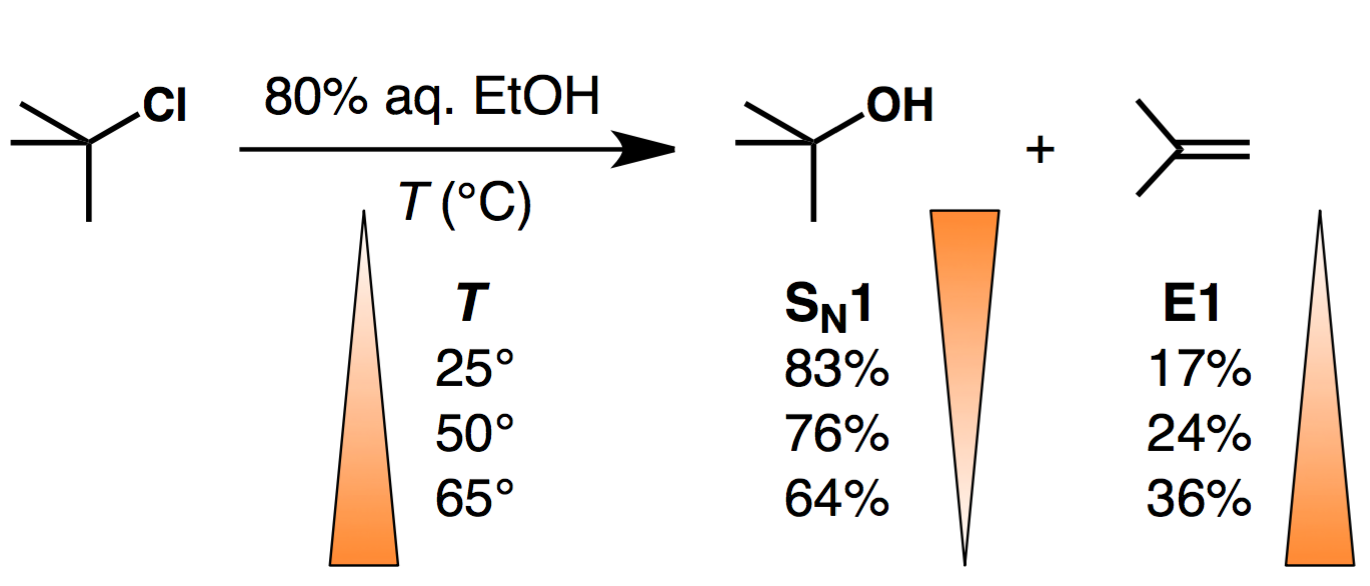 Cl
80% aq. EtOH
T (°C)
OH
+
T SN1 E1
25° 83% 17%
50° 76% 24%
65° 64% 36%